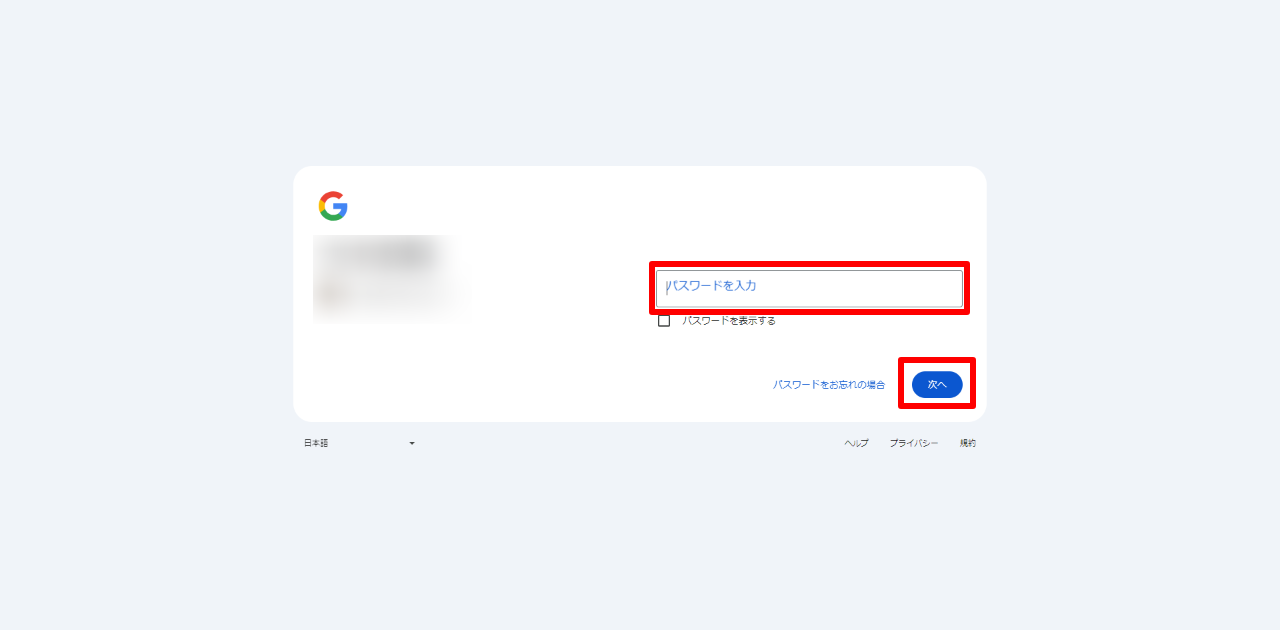 パスワードを入力
パスワードを表示する
パスワードをお忘れの場合
次へ
日本語
ヘルプ
プライバシー
規約